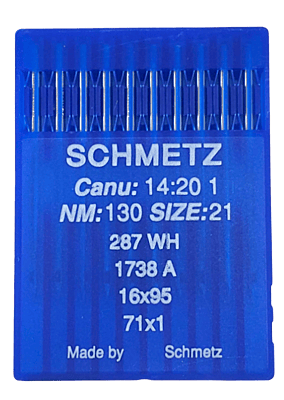 SCHMETZ
Canu: 14:20 1
NM:130 SIZE:21
287 WH
1738 A
16x95
71x1
Made by Schmetz